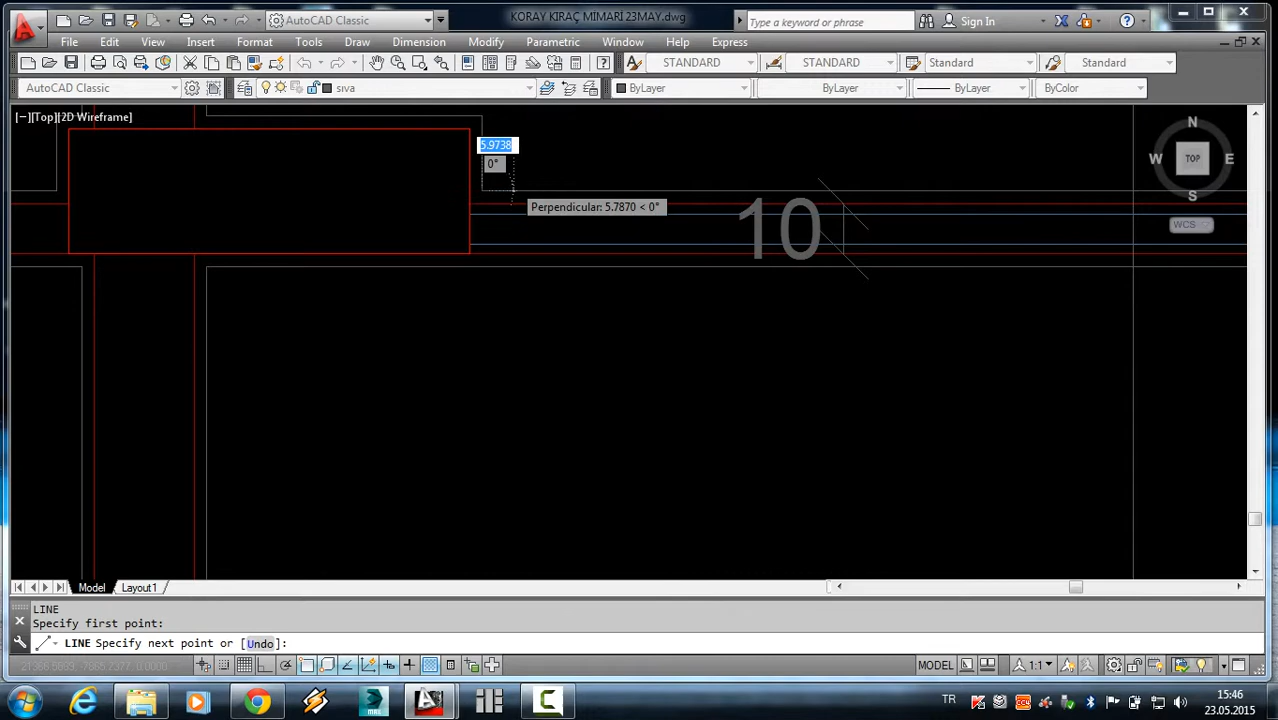 AutoCAD Classic
KORAY KIRAÇ MIMARI 23MAY.dwg
Type a keyword or phrase
Sign In
File Edit View Insert Format Tools Draw Dimension Modify Parametric Window Help Express
STANDARD STANDARD Standard Standard
AutoCAD Classic sıva ByLayer ByLayer ByLayer ByColor
[−][Top][2D Wireframe]
N
W TOP E
S
WCS
5.9738
0°
Perpendicular: 5.7870 < 0°
10
Model Layout1
LINE
Specify first point:
LINE Specify next point or [Undo]:
MODEL 1:1
TR 15:46
23.05.2015